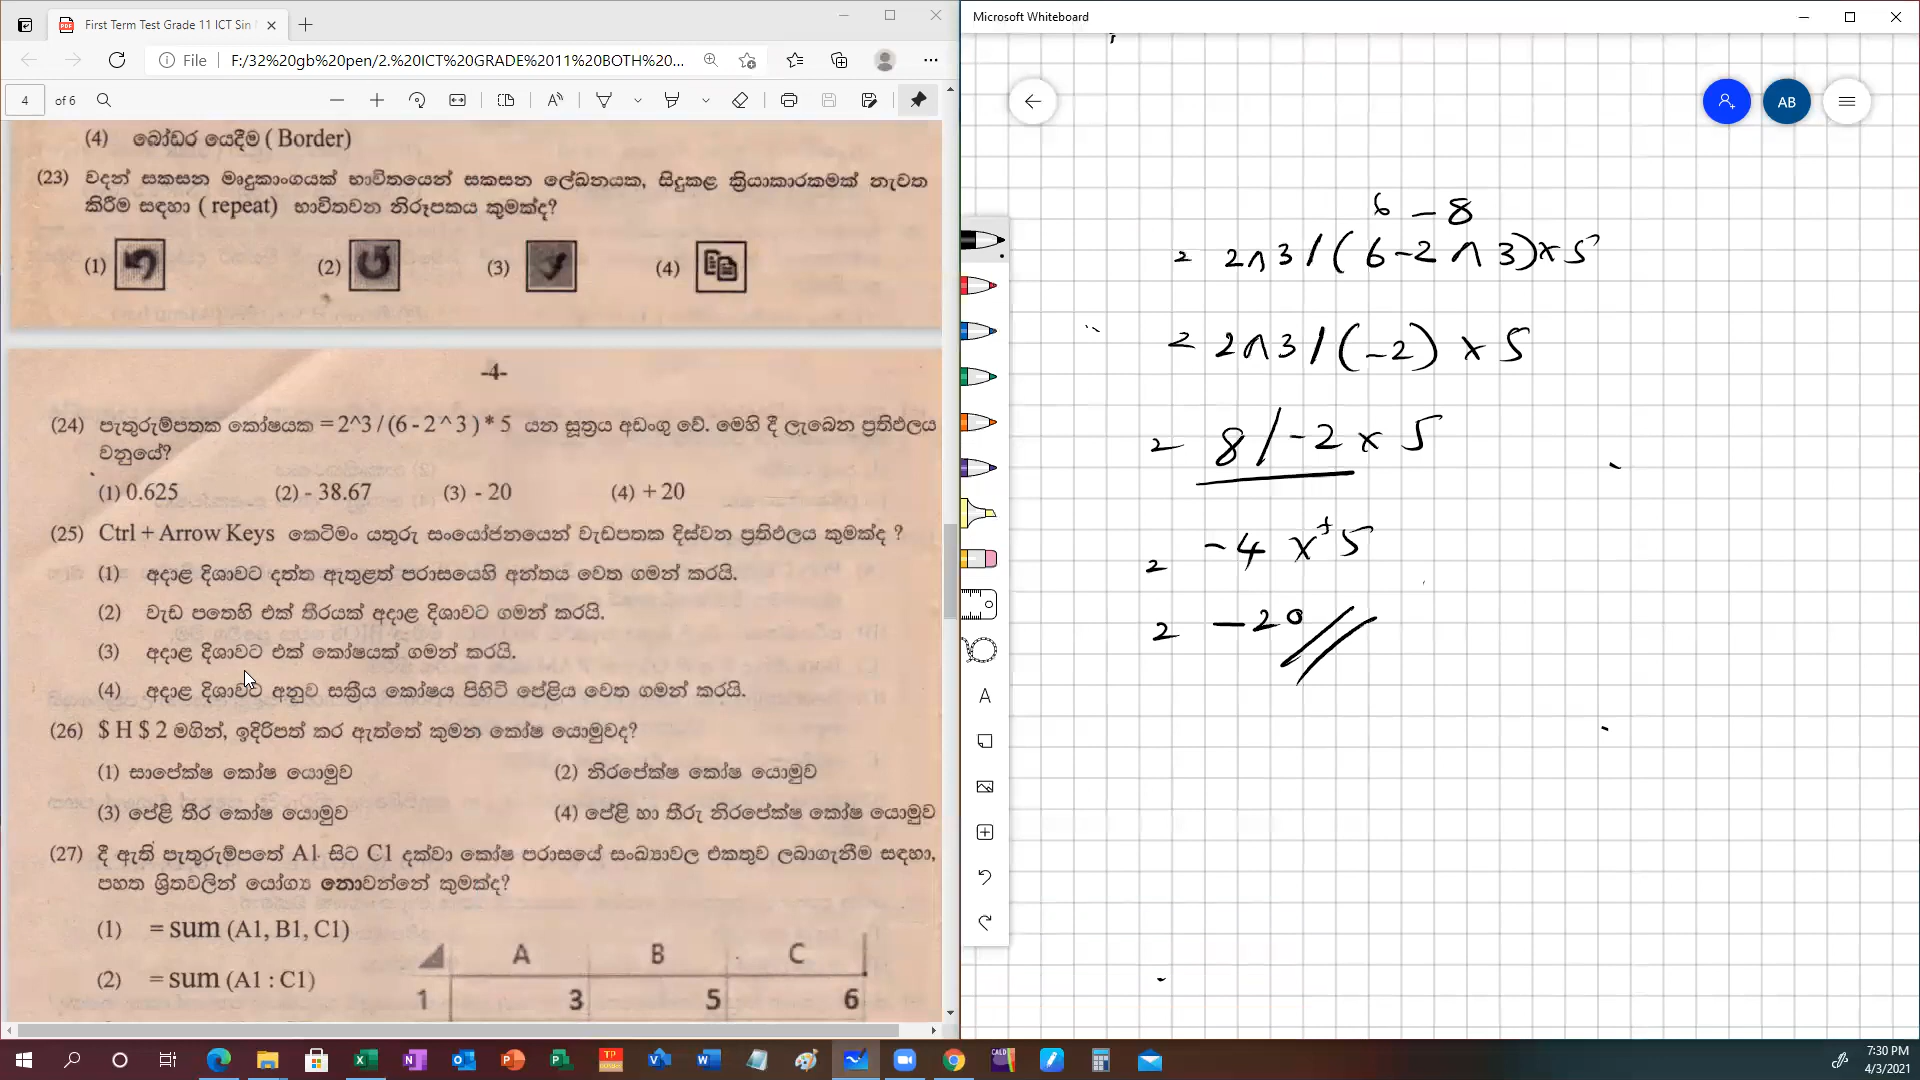 First Term Test Grade 11 ICT Sin M
File F:/32%20gb%20pen/2.%20ICT%20GRADE%2011%20BOTH%20...
4 of 6
(4) බෝඩර යෙදීම ( Border)
(23) වදන් සකසන මෘදුකාංගයක් භාවිතයෙන් සකසන ලේඛනයක, සිදුකළ ක්‍රියාකාරකමක් නැවත
කිරීම සඳහා ( repeat) භාවිතවන නිරූපකය කුමක්ද?
(1) (2) (3) (4)
-4-
(24) පැතුරුම්පතක කෝෂයක = 2^3 / (6 - 2 ^ 3 ) * 5 යන සූත්‍රය අඩංගු වේ. මෙහි දී ලැබෙන ප්‍රතිඵලය
වනුයේ?
(1) 0.625 (2) - 38.67 (3) - 20 (4) + 20
(25) Ctrl + Arrow Keys කෙටිමං යතුරු සංයෝජනයෙන් වැඩපතක දිස්වන ප්‍රතිඵලය කුමක්ද ?
(1) අදාළ දිශාවට දත්ත ඇතුළත් පරාසයෙහි අන්තය වෙත ගමන් කරයි.
(2) වැඩ පතෙහි එක් තීරයක් අදාළ දිශාවට ගමන් කරයි.
(3) අදාළ දිශාවට එක් කෝෂයක් ගමන් කරයි.
(4) අදාළ දිශාවට අනුව සක්‍රීය කෝෂය පිහිටි පේළිය වෙත ගමන් කරයි.
(26) $ H $ 2 මගින්, ඉදිරිපත් කර ඇත්තේ කුමන කෝෂ යොමුවද?
(1) සාපේක්ෂ කෝෂ යොමුව (2) නිරපේක්ෂ කෝෂ යොමුව
(3) පේළි තීර කෝෂ යොමුව (4) පේළි හා තීරු නිරපේක්ෂ කෝෂ යොමුව
(27) දී ඇති පැතුරුම්පතේ A1 සිට C1 දක්වා කෝෂ පරාසයේ සංඛ්‍යාවල එකතුව ලබාගැනීම සඳහා,
පහත ශ්‍රිතවලින් යෝග්‍ය නොවන්නේ කුමක්ද?
(1) = sum (A1, B1, C1)
(2) = sum (A1 : C1)
A B C
1 3 5 6
Microsoft Whiteboard
AB
6 - 8
= 2^3 / ( 6 - 2 ^ 3) × 5
= 2^3 / (-2) × 5
= 8 / -2 × 5
= -4 ×+ 5
= -20
A
7:30 PM
4/3/2021